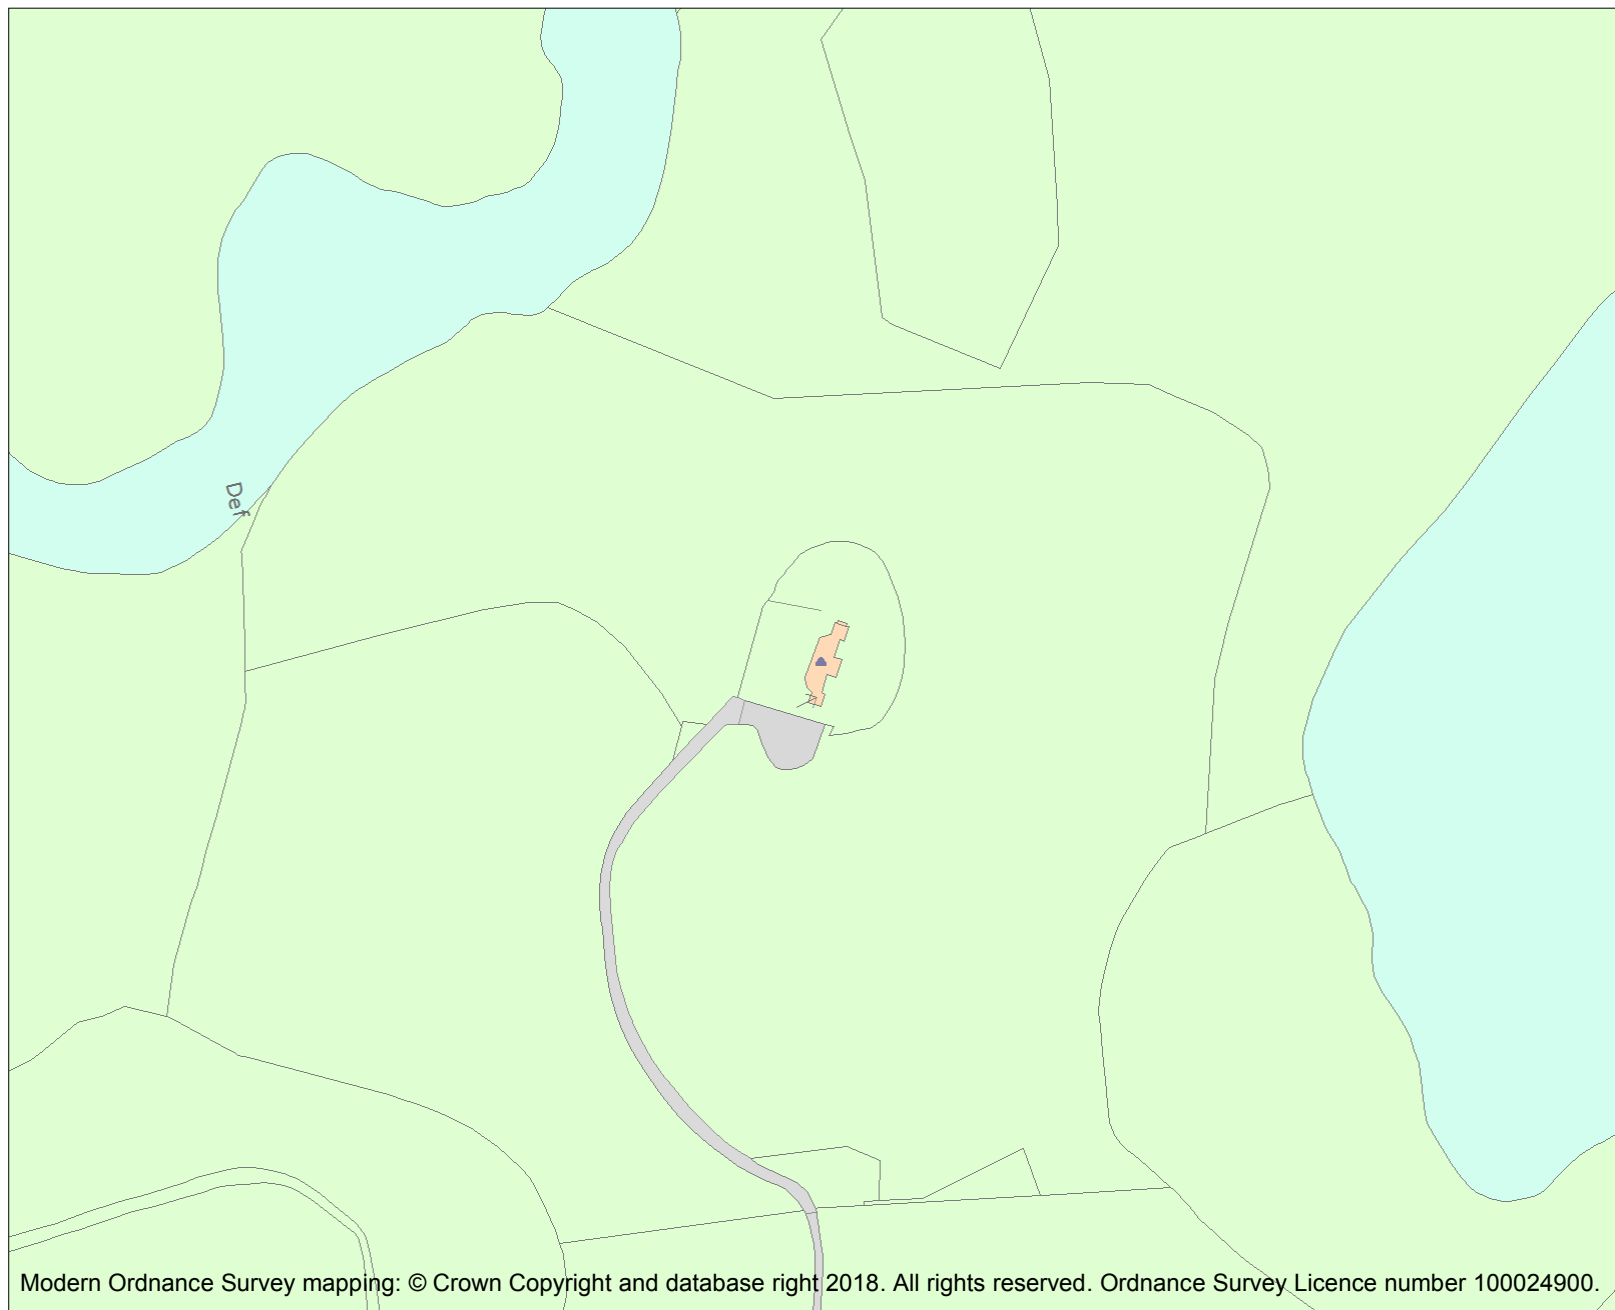 Def
Modern Ordnance Survey mapping: © Crown Copyright and database right 2018. All rights reserved. Ordnance Survey Licence number 100024900.